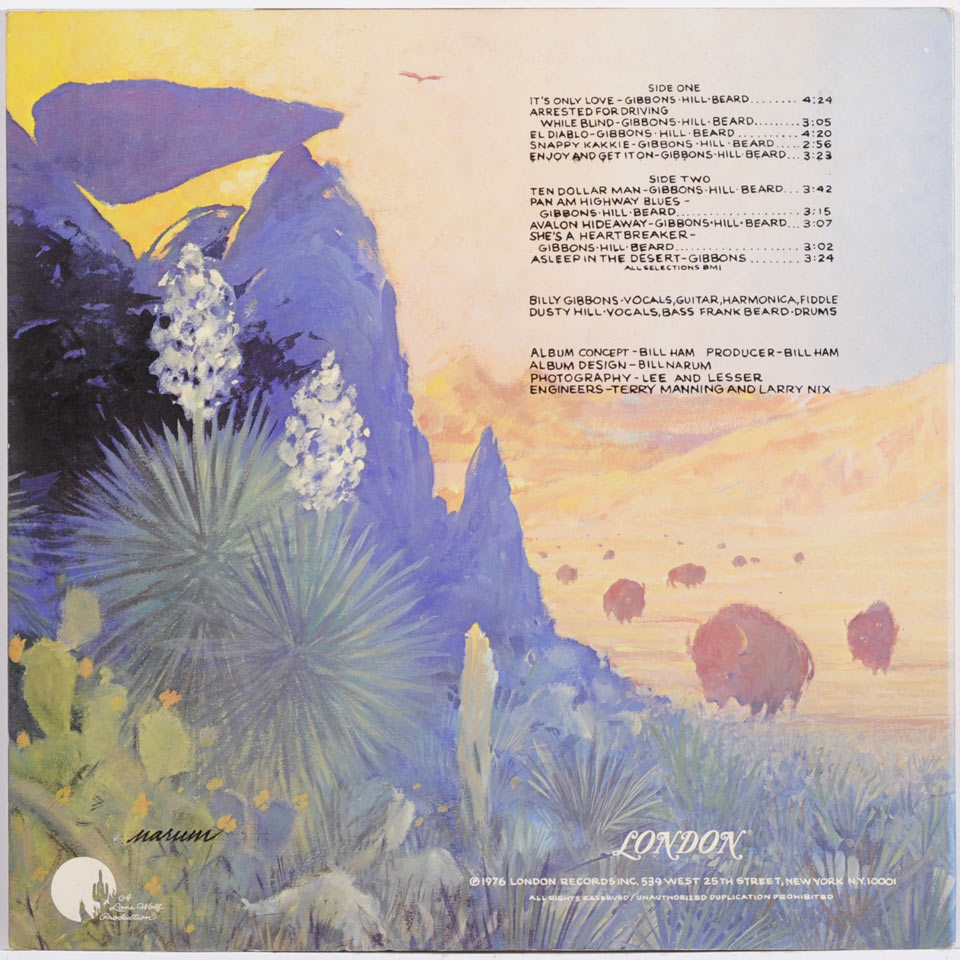 SIDE ONE
IT'S ONLY LOVE-GIBBONS·HILL·BEARD........ 4:24
ARRESTED FOR DRIVING
WHILE BLIND-GIBBONS·HILL·BEARD........3:05
EL DIABLO-GIBBONS·HILL·BEARD ..........4:20
SNAPPY KAKKIE-GIBBONS·HILL·BEARD .....2:56
ENJOY AND GET IT ON-GIBBONS·HILL·BEARD...3:23
SIDE TWO
TEN DOLLAR MAN-GIBBONS·HILL·BEARD...3:42
PAN AM HIGHWAY BLUES-
GIBBONS·HILL·BEARD....................3:15
AVALON HIDEAWAY-GIBBONS·HILL·BEARD...3:07
SHE'S A HEARTBREAKER-
GIBBONS·HILL·BEARD....................3:02
ASLEEP IN THE DESERT-GIBBONS ........3:24
ALL SELECTIONS BMI
BILLY GIBBONS·VOCALS,GUITAR,HARMONICA,FIDDLE
DUSTY HILL·VOCALS,BASS FRANK BEARD·DRUMS
ALBUM CONCEPT-BILL HAM PRODUCER-BILL HAM
ALBUM DESIGN-BILL NARUM
PHOTOGRAPHY-LEE AND LESSER
ENGINEERS-TERRY MANNING AND LARRY NIX
narum
LONDON
℗1976 LONDON RECORDS INC. 539 WEST 25TH STREET, NEW YORK N.Y. 10001
ALL RIGHTS RESERVED/UNAUTHORIZED DUPLICATION PROHIBITED
Lone Wolf
Production